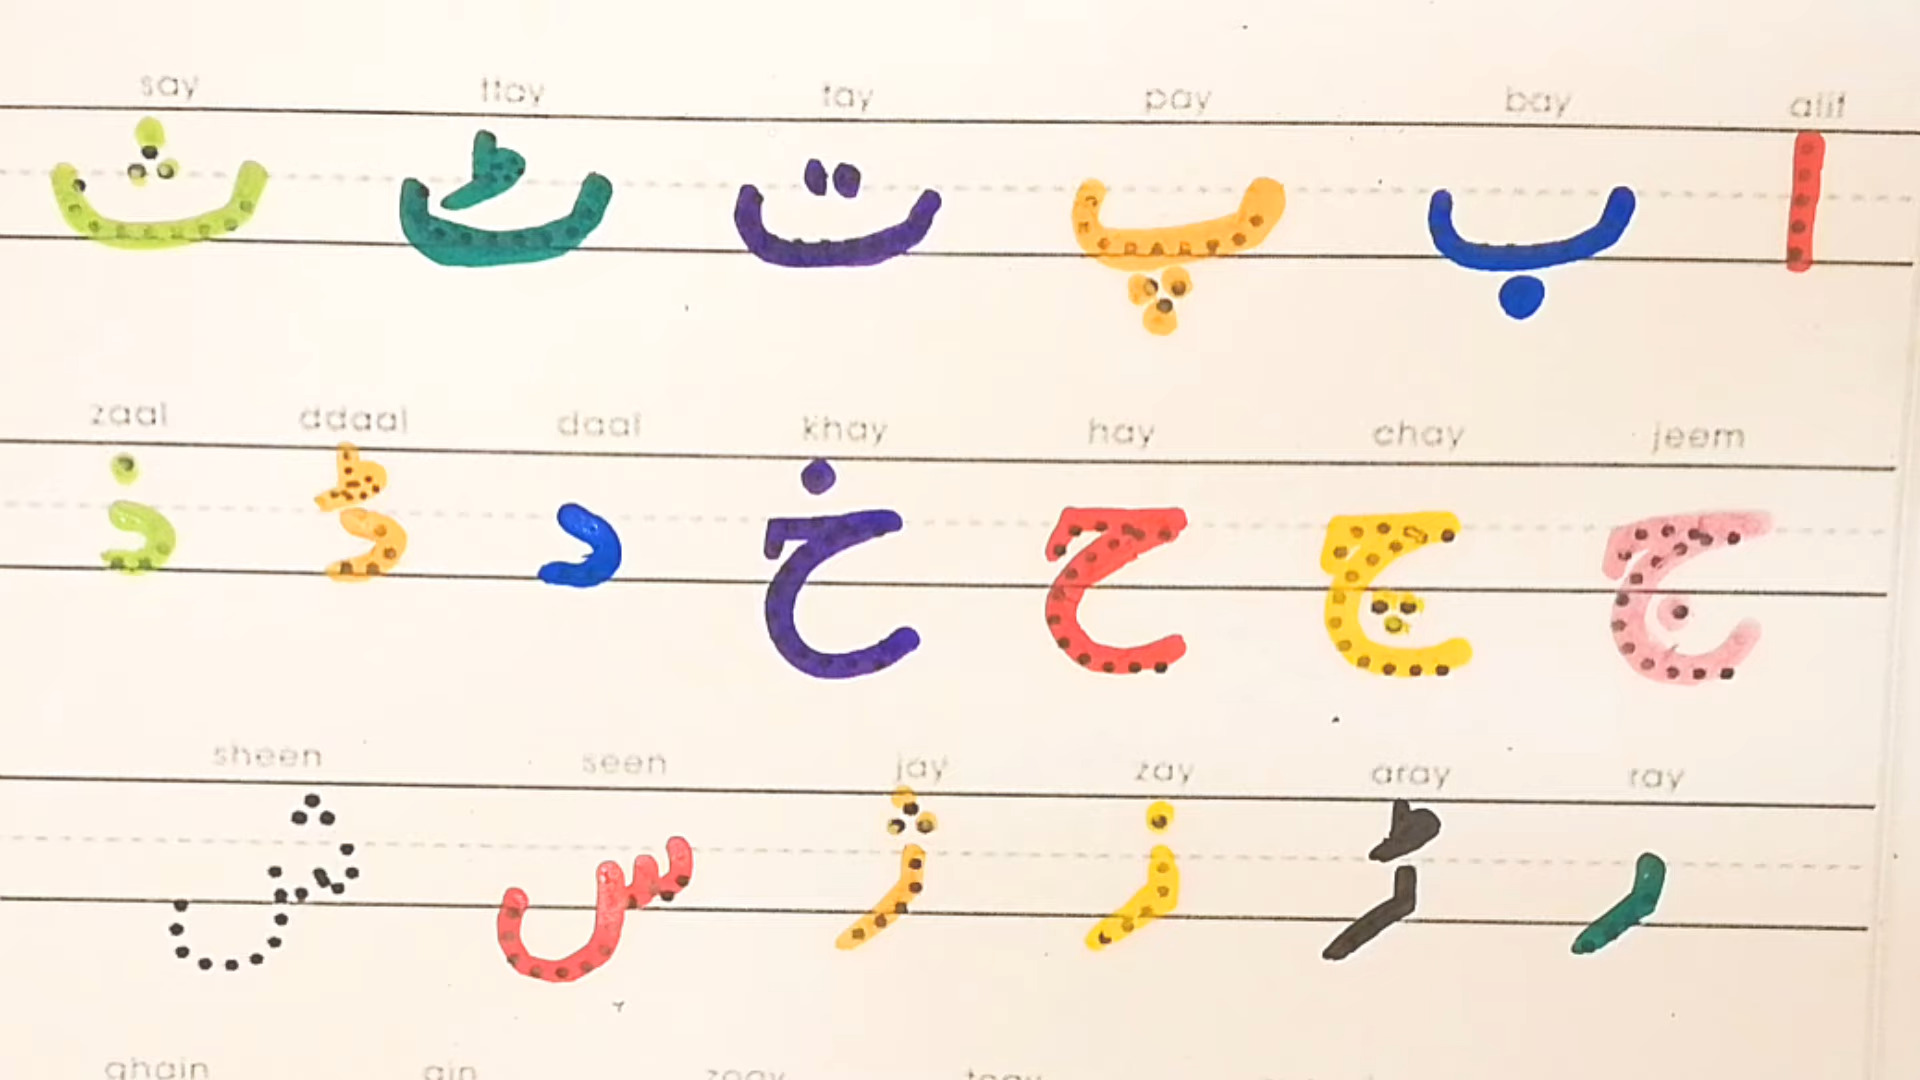 alif bay pay tay ttay say
ا ب پ ت ٹ ث
jeem chay hay khay daal ddaal zaal
ج چ ح خ د ڈ ذ
ray aray zay jay seen sheen
ر ڑ ز ژ س ش
ghain